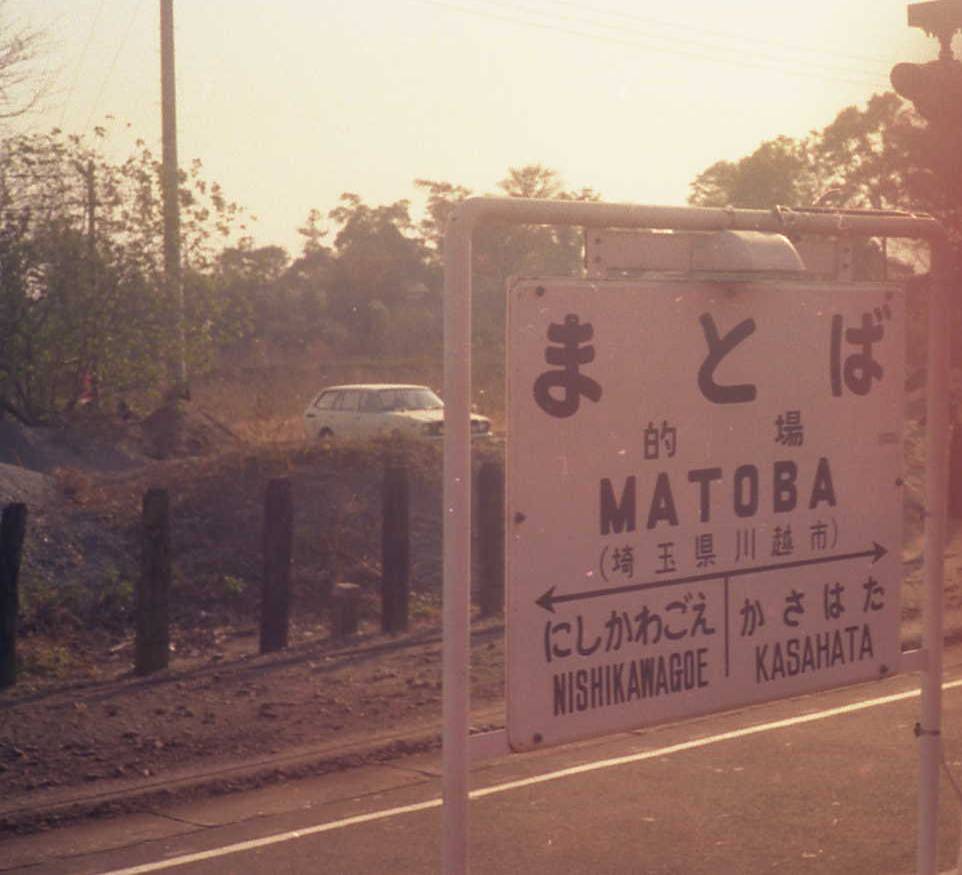 まとば
的場
MATOBA
(埼玉県川越市)
にしかわごえ かさはた
NISHIKAWAGOE KASAHATA